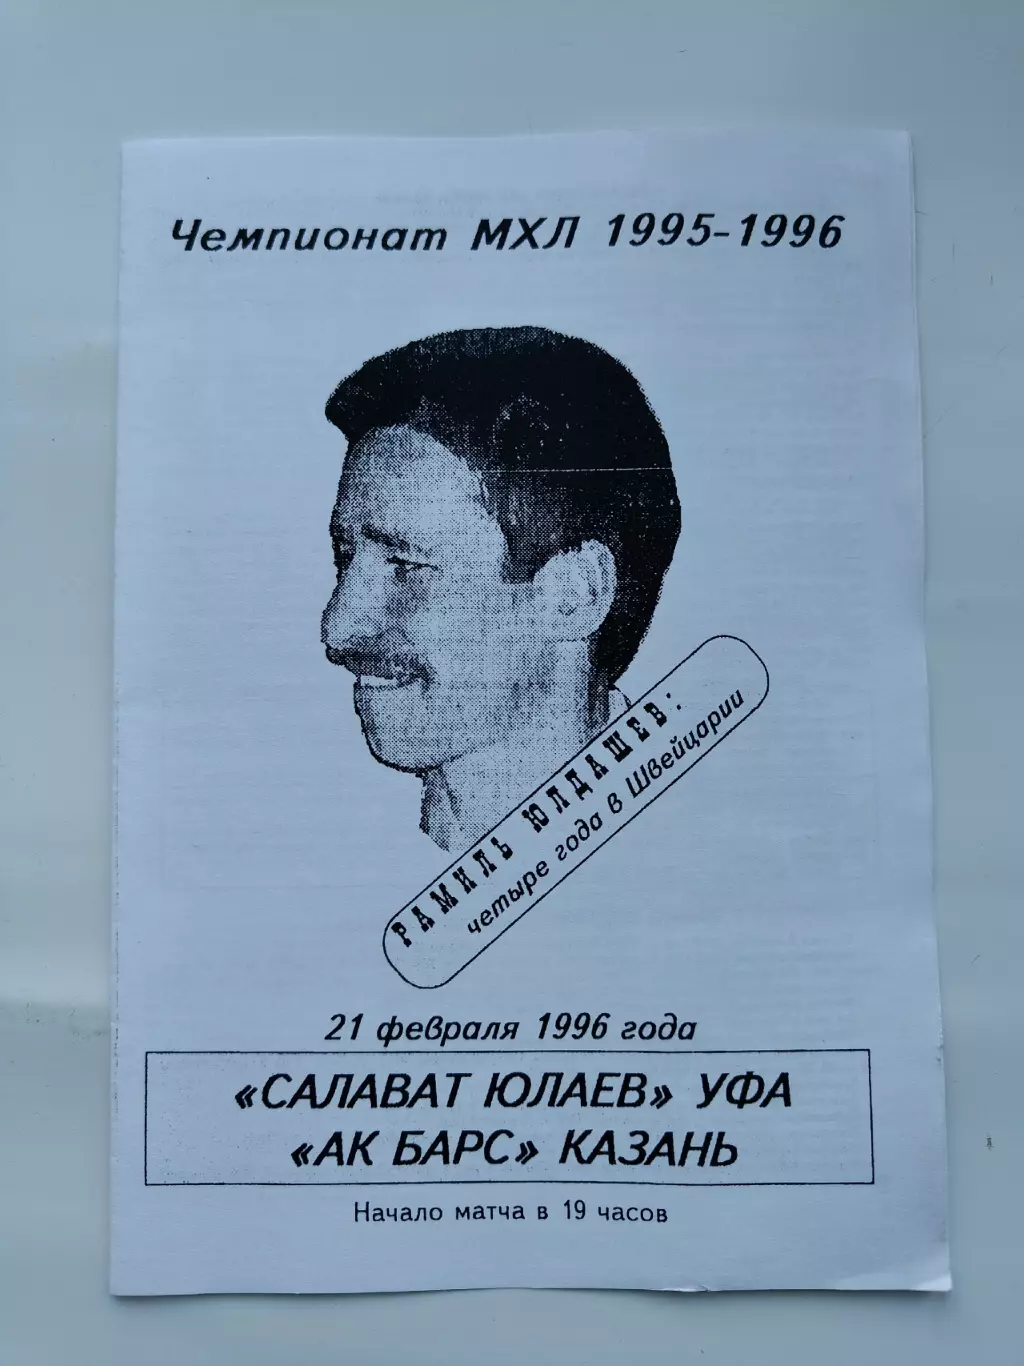 Чемпионат МХЛ 1995-1996
РАМИЛЬ ЮЛДАШЕВ:
четыре года в Швейцарии
21 февраля 1996 года
«САЛАВАТ ЮЛАЕВ» УФА
«АК БАРС» КАЗАНЬ
Начало матча в 19 часов